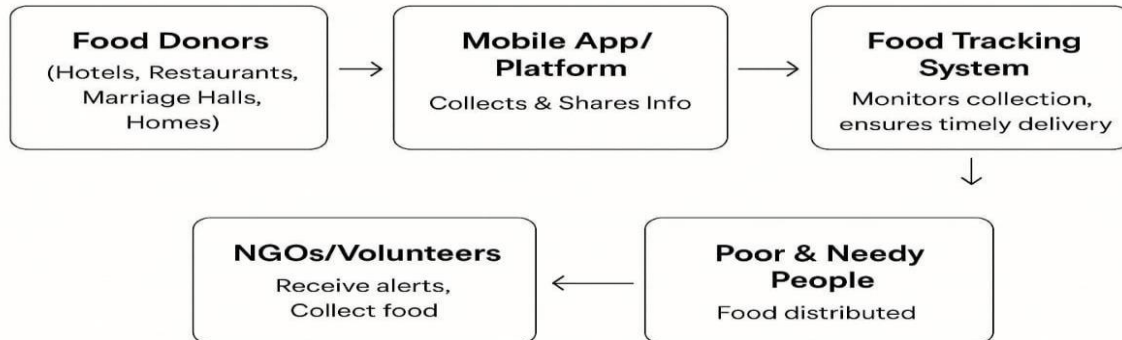 Food Donors
(Hotels, Restaurants,
Marriage Halls,
Homes)
Mobile App/
Platform
Collects & Shares Info
Food Tracking
System
Monitors collection,
ensures timely delivery
NGOs/Volunteers
Receive alerts,
Collect food
Poor & Needy
People
Food distributed